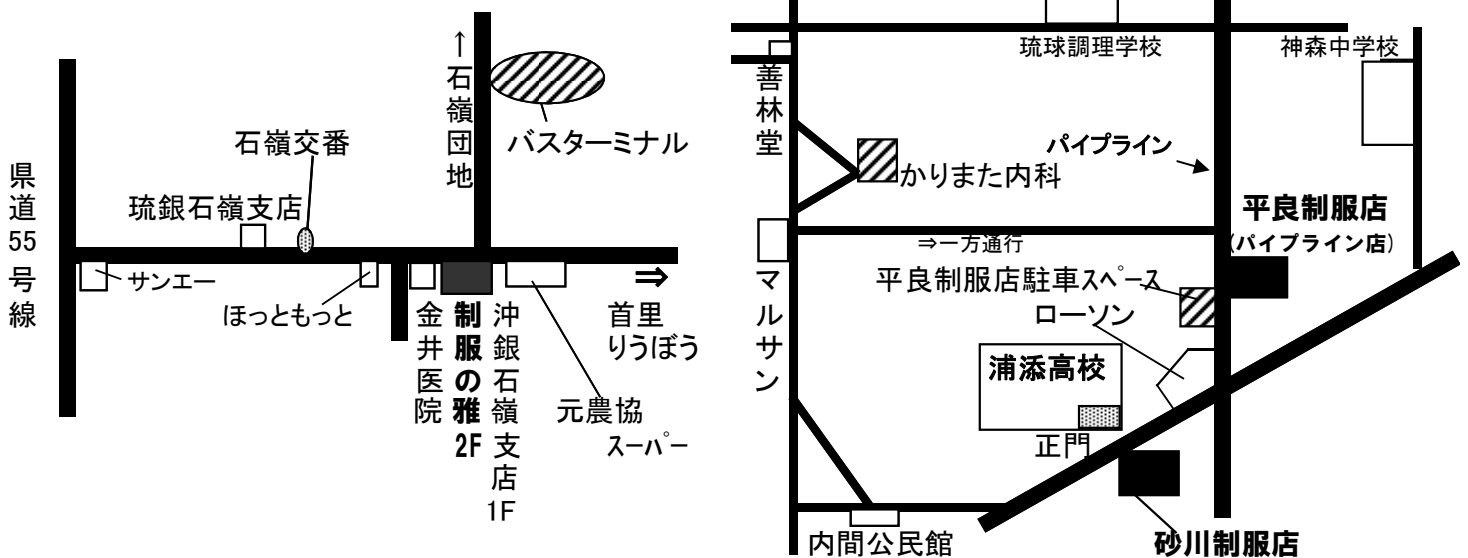 県道55号線
↑石嶺団地
バスターミナル
石嶺交番
琉銀石嶺支店
サンエー
ほっともっと
金井医院
制服の雅2F
沖銀石嶺支店1F
⇒
首里
りうぼう
元農協
スーパー
琉球調理学校
神森中学校
善林堂
かりまた内科
パイプライン
平良制服店
(パイプライン店)
⇒一方通行
マルサン
平良制服店駐車スペース
ローソン
浦添高校
正門
内間公民館
砂川制服店